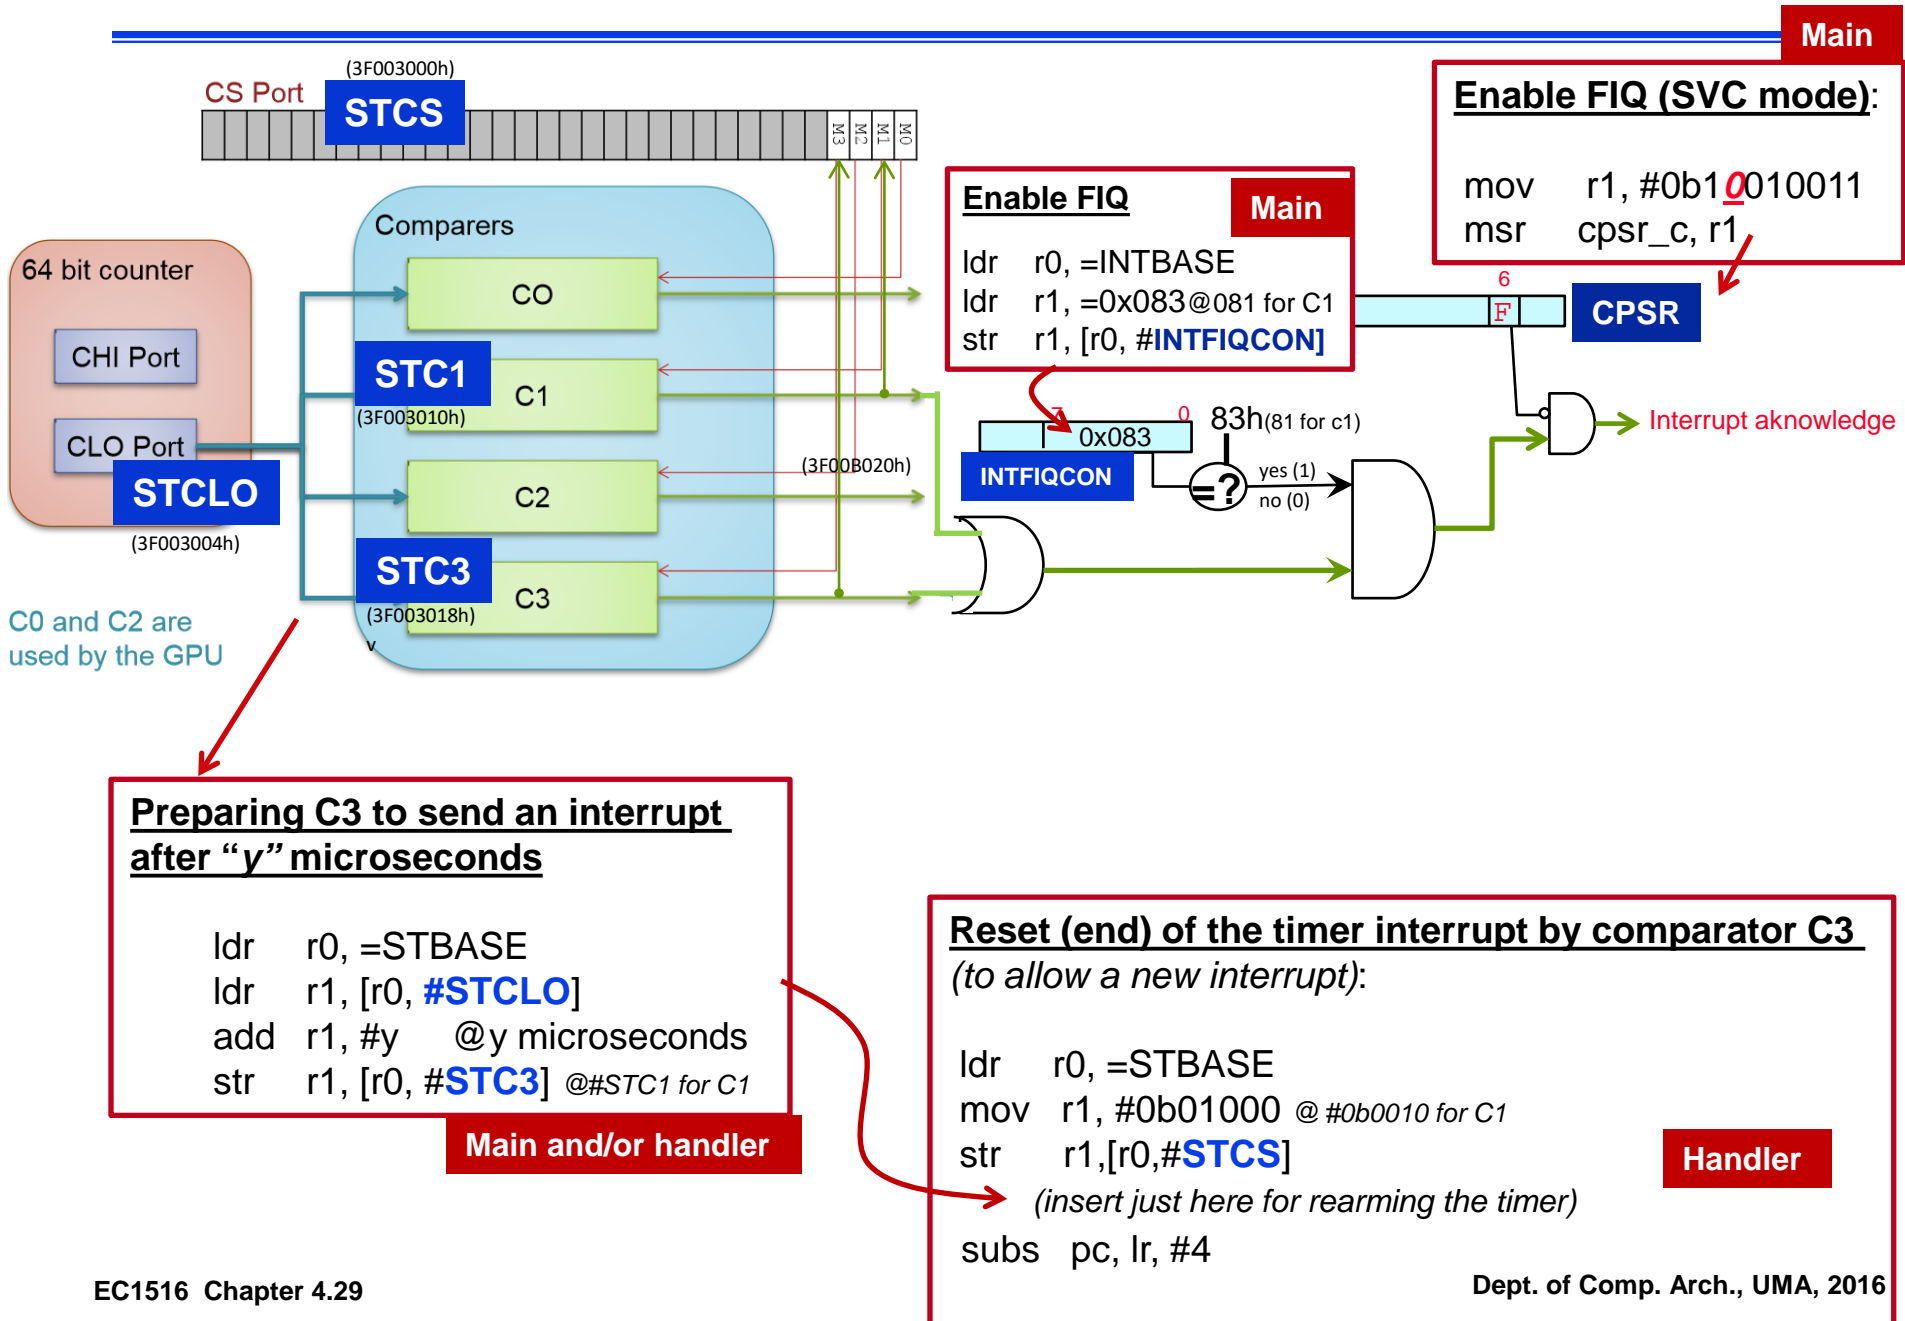 Main
(3F003000h)
CS Port
STCS
M3 M2 M1 M0
Enable FIQ (SVC mode):
mov r1, #0b10010011
msr cpsr_c, r1
Enable FIQ
Main
ldr r0, =INTBASE
ldr r1, =0x083@081 for C1
str r1, [r0, #INTFIQCON]
6
F
CPSR
64 bit counter
CHI Port
CLO Port
STCLO
(3F003004h)
Comparers
CO
STC1
C1
(3F003010h)
C2
STC3
C3
(3F003018h)
v
(3F00B020h)
7 0
0x083
INTFIQCON
83h(81 for c1)
=?
yes (1)
no (0)
Interrupt aknowledge
C0 and C2 are
used by the GPU
Preparing C3 to send an interrupt
after “y” microseconds
ldr r0, =STBASE
ldr r1, [r0, #STCLO]
add r1, #y @y microseconds
str r1, [r0, #STC3] @#STC1 for C1
Main and/or handler
Reset (end) of the timer interrupt by comparator C3
(to allow a new interrupt):
ldr r0, =STBASE
mov r1, #0b01000 @ #0b0010 for C1
str r1,[r0,#STCS]
Handler
(insert just here for rearming the timer)
subs pc, lr, #4
EC1516 Chapter 4.29
Dept. of Comp. Arch., UMA, 2016